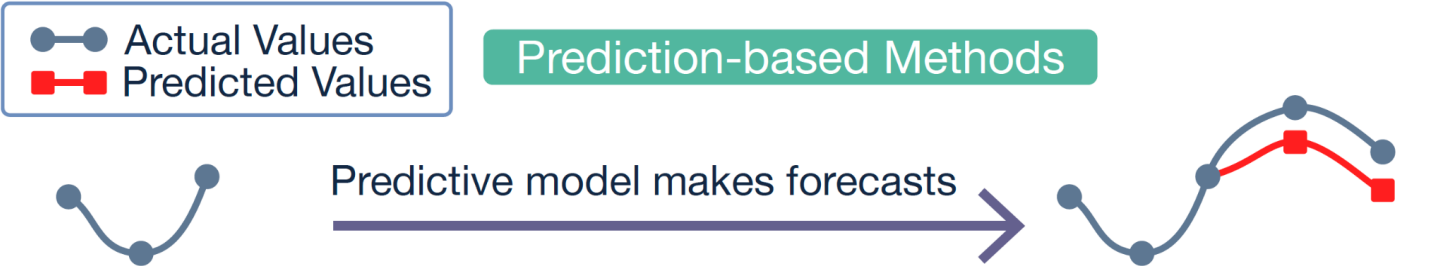 Actual Values
Predicted Values
Prediction-based Methods
Predictive model makes forecasts